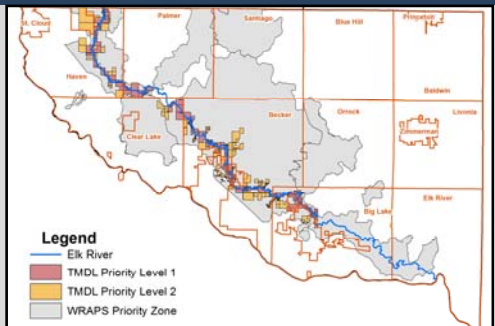 Palmer
Santiago
Blue Hill
Princeton
St. Cloud
Haven
Baldwin
Becker
Orrock
Livonia
Clear Lake
Zimmerman
Big Lake
Elk River
Legend
Elk River
TMDL Priority Level 1
TMDL Priority Level 2
WRAPS Priority Zone